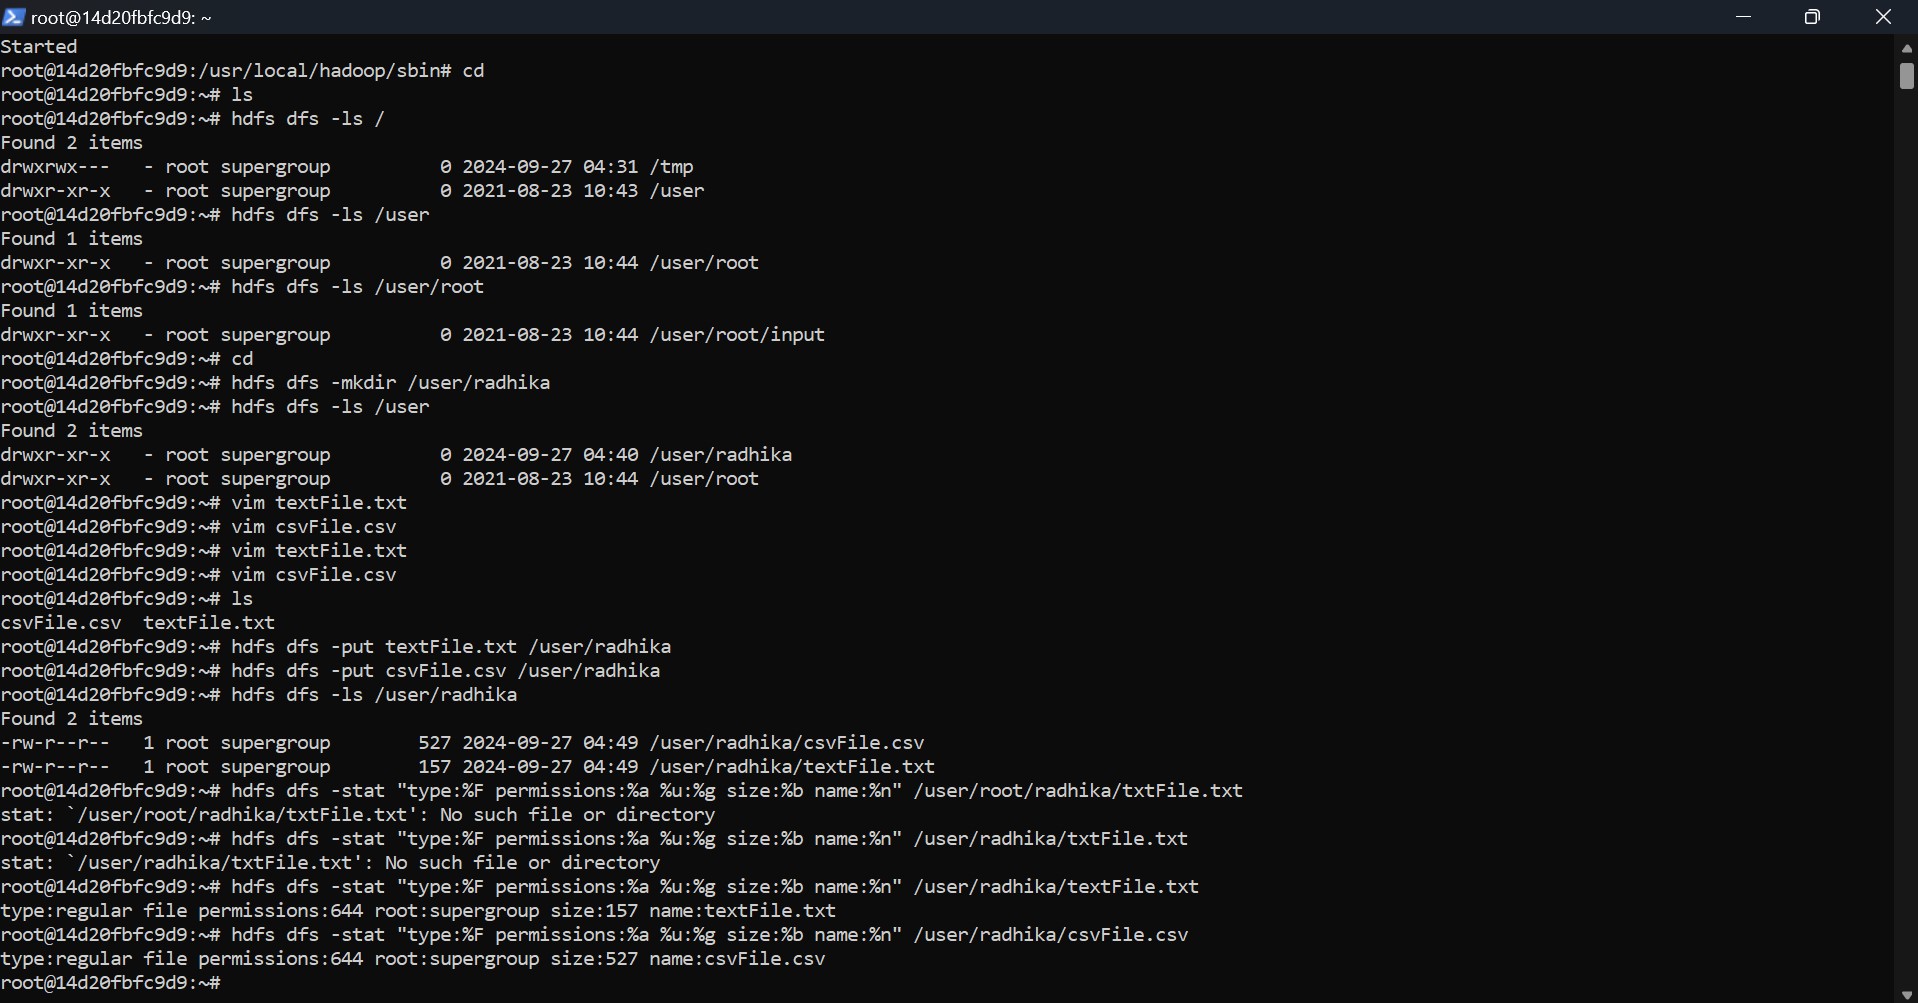 root@14d20fbfc9d9: ~
Started
root@14d20fbfc9d9:/usr/local/hadoop/sbin# cd
root@14d20fbfc9d9:~# ls
root@14d20fbfc9d9:~# hdfs dfs -ls /
Found 2 items
drwxrwx---   - root supergroup          0 2024-09-27 04:31 /tmp
drwxr-xr-x   - root supergroup          0 2021-08-23 10:43 /user
root@14d20fbfc9d9:~# hdfs dfs -ls /user
Found 1 items
drwxr-xr-x   - root supergroup          0 2021-08-23 10:44 /user/root
root@14d20fbfc9d9:~# hdfs dfs -ls /user/root
Found 1 items
drwxr-xr-x   - root supergroup          0 2021-08-23 10:44 /user/root/input
root@14d20fbfc9d9:~# cd
root@14d20fbfc9d9:~# hdfs dfs -mkdir /user/radhika
root@14d20fbfc9d9:~# hdfs dfs -ls /user
Found 2 items
drwxr-xr-x   - root supergroup          0 2024-09-27 04:40 /user/radhika
drwxr-xr-x   - root supergroup          0 2021-08-23 10:44 /user/root
root@14d20fbfc9d9:~# vim textFile.txt
root@14d20fbfc9d9:~# vim csvFile.csv
root@14d20fbfc9d9:~# vim textFile.txt
root@14d20fbfc9d9:~# vim csvFile.csv
root@14d20fbfc9d9:~# ls
csvFile.csv  textFile.txt
root@14d20fbfc9d9:~# hdfs dfs -put textFile.txt /user/radhika
root@14d20fbfc9d9:~# hdfs dfs -put csvFile.csv /user/radhika
root@14d20fbfc9d9:~# hdfs dfs -ls /user/radhika
Found 2 items
-rw-r--r--   1 root supergroup        527 2024-09-27 04:49 /user/radhika/csvFile.csv
-rw-r--r--   1 root supergroup        157 2024-09-27 04:49 /user/radhika/textFile.txt
root@14d20fbfc9d9:~# hdfs dfs -stat "type:%F permissions:%a %u:%g size:%b name:%n" /user/root/radhika/txtFile.txt
stat: `/user/root/radhika/txtFile.txt': No such file or directory
root@14d20fbfc9d9:~# hdfs dfs -stat "type:%F permissions:%a %u:%g size:%b name:%n" /user/radhika/txtFile.txt
stat: `/user/radhika/txtFile.txt': No such file or directory
root@14d20fbfc9d9:~# hdfs dfs -stat "type:%F permissions:%a %u:%g size:%b name:%n" /user/radhika/textFile.txt
type:regular file permissions:644 root:supergroup size:157 name:textFile.txt
root@14d20fbfc9d9:~# hdfs dfs -stat "type:%F permissions:%a %u:%g size:%b name:%n" /user/radhika/csvFile.csv
type:regular file permissions:644 root:supergroup size:527 name:csvFile.csv
root@14d20fbfc9d9:~#